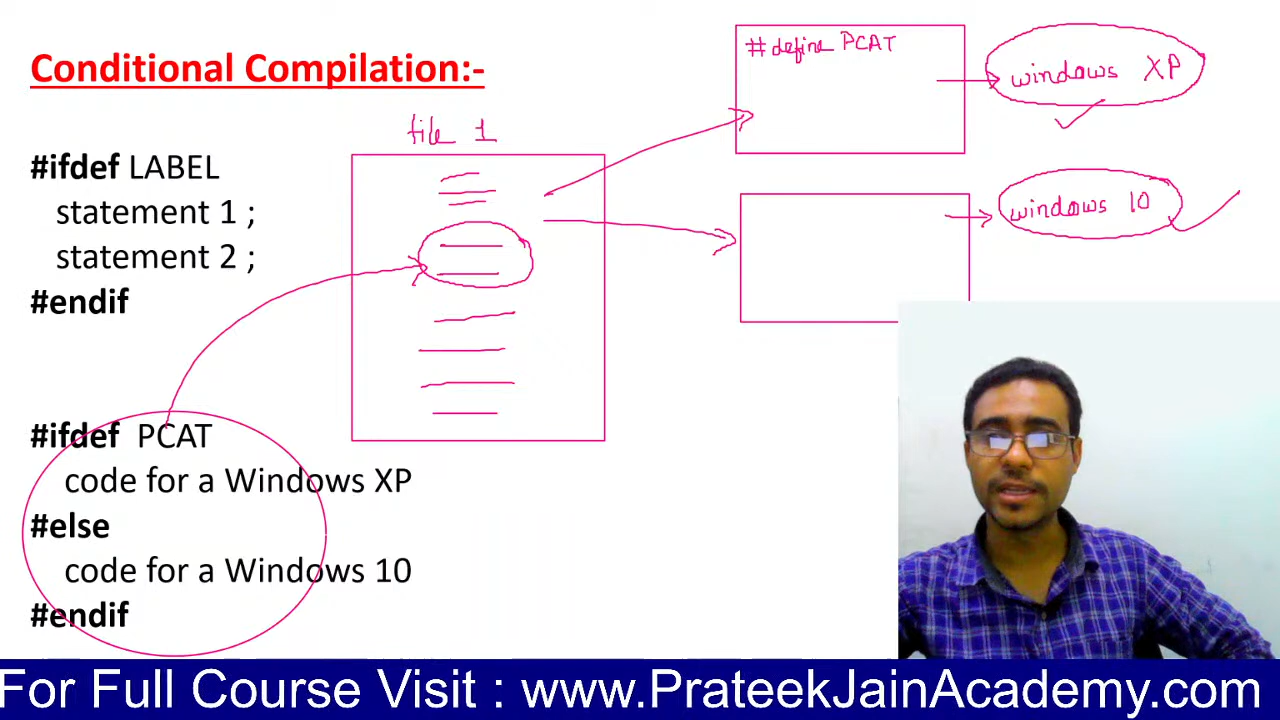 Conditional Compilation:-
#ifdef LABEL
statement 1 ;
statement 2 ;
#endif
#ifdef PCAT
code for a Windows XP
#else
code for a Windows 10
#endif
file 1
#define PCAT
windows XP
windows 10
For Full Course Visit : www.PrateekJainAcademy.com